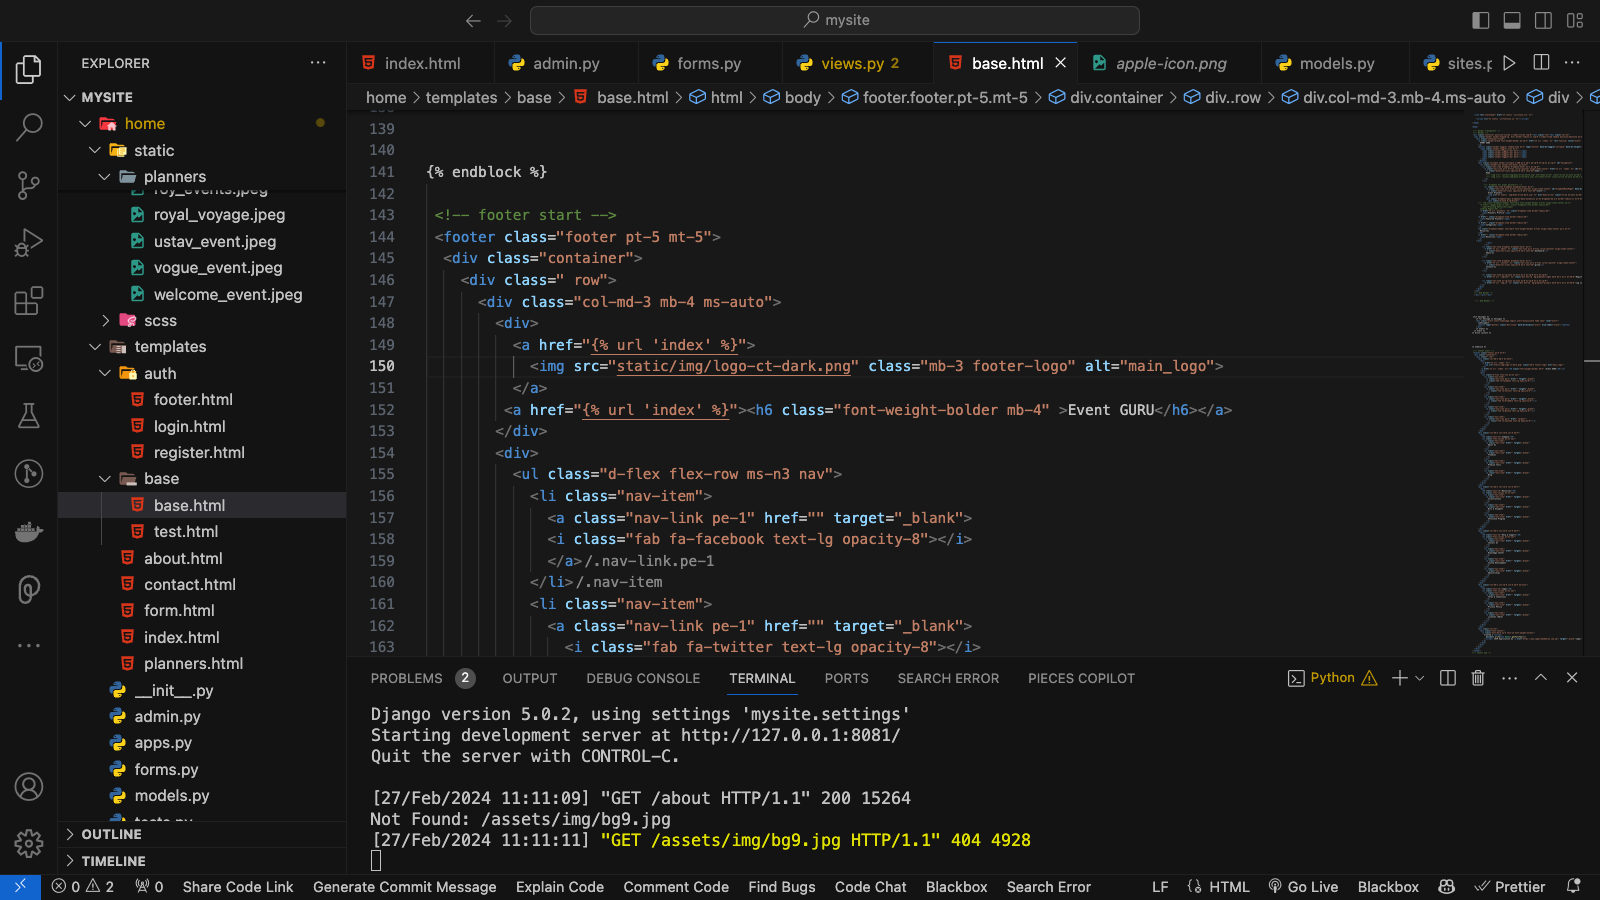 mysite
EXPLORER
MYSITE
home
static
planners
roy_events.jpeg
royal_voyage.jpeg
ustav_event.jpeg
vogue_event.jpeg
welcome_event.jpeg
scss
templates
auth
footer.html
login.html
register.html
base
base.html
test.html
about.html
contact.html
form.html
index.html
planners.html
__init__.py
admin.py
apps.py
forms.py
models.py
tests.py
OUTLINE
TIMELINE
index.html admin.py forms.py views.py 2 base.html apple-icon.png models.py sites.p
home > templates > base > base.html > html > body > footer.footer.pt-5.mt-5 > div.container > div..row > div.col-md-3.mb-4.ms-auto > div >
139
140
141 {% endblock %}
142
143 <!-- footer start -->
144 <footer class="footer pt-5 mt-5">
145 <div class="container">
146 <div class=" row">
147 <div class="col-md-3 mb-4 ms-auto">
148 <div>
149 <a href="{% url 'index' %}">
150 <img src="static/img/logo-ct-dark.png" class="mb-3 footer-logo" alt="main_logo">
151 </a>
152 <a href="{% url 'index' %}"><h6 class="font-weight-bolder mb-4" >Event GURU</h6></a>
153 </div>
154 <div>
155 <ul class="d-flex flex-row ms-n3 nav">
156 <li class="nav-item">
157 <a class="nav-link pe-1" href="" target="_blank">
158 <i class="fab fa-facebook text-lg opacity-8"></i>
159 </a>/.nav-link.pe-1
160 </li>/.nav-item
161 <li class="nav-item">
162 <a class="nav-link pe-1" href="" target="_blank">
163 <i class="fab fa-twitter text-lg opacity-8"></i>
PROBLEMS 2 OUTPUT DEBUG CONSOLE TERMINAL PORTS SEARCH ERROR PIECES COPILOT Python
Django version 5.0.2, using settings 'mysite.settings'
Starting development server at http://127.0.0.1:8081/
Quit the server with CONTROL-C.
[27/Feb/2024 11:11:09] "GET /about HTTP/1.1" 200 15264
Not Found: /assets/img/bg9.jpg
[27/Feb/2024 11:11:11] "GET /assets/img/bg9.jpg HTTP/1.1" 404 4928
0 2 0 Share Code Link Generate Commit Message Explain Code Comment Code Find Bugs Code Chat Blackbox Search Error LF HTML Go Live Blackbox Prettier